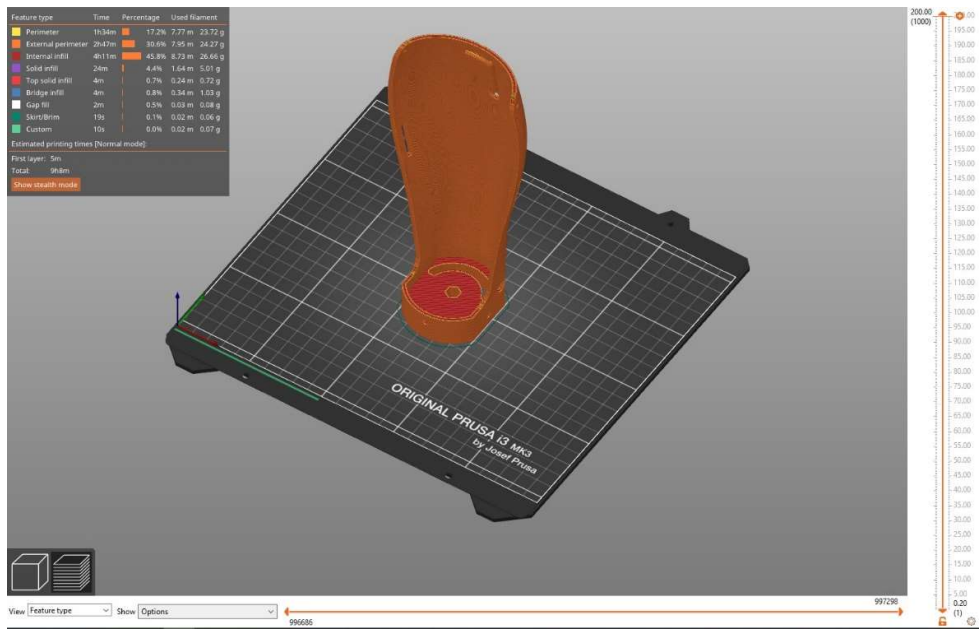 Feature type Time Percentage Used filament
Perimeter 1h34m 17.2% 7.77 m 23.72 g
External perimeter 2h47m 30.6% 7.95 m 24.27 g
Internal infill 4h11m 45.8% 8.73 m 26.66 g
Solid infill 24m 4.4% 1.64 m 5.01 g
Top solid infill 4m 0.7% 0.24 m 0.72 g
Bridge infill 4m 0.8% 0.34 m 1.03 g
Gap fill 2m 0.5% 0.03 m 0.08 g
Skirt/Brim 19s 0.1% 0.02 m 0.06 g
Custom 10s 0.0% 0.02 m 0.07 g
Estimated printing times [Normal mode]:
First layer: 5m
Total: 9h8m
Show stealth mode
ORIGINAL PRUSA i3 MK3
by Josef Prusa
200.00
(1000)
195.00
190.00
185.00
180.00
175.00
170.00
165.00
160.00
155.00
150.00
145.00
140.00
135.00
130.00
125.00
120.00
115.00
110.00
105.00
100.00
95.00
90.00
85.00
80.00
75.00
70.00
65.00
60.00
55.00
50.00
45.00
40.00
35.00
30.00
25.00
20.00
15.00
10.00
5.00
0.20
(1)
View Feature type Show Options
997298
996686